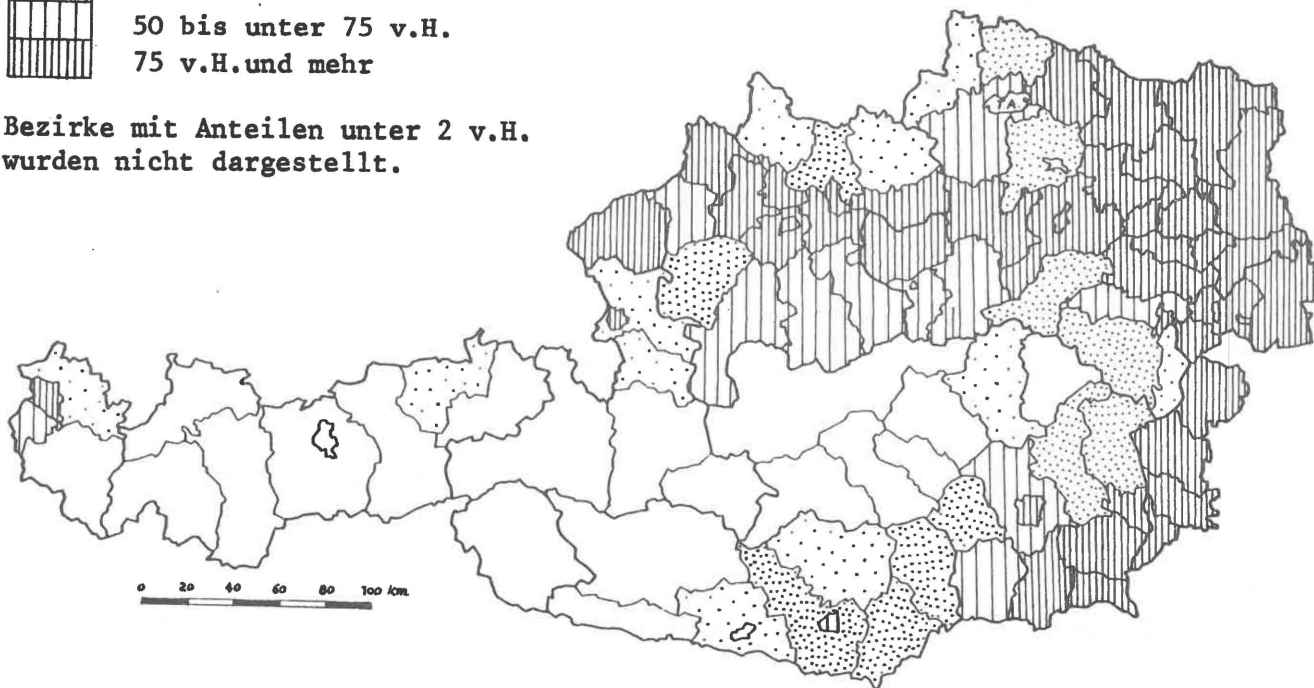 50 bis unter 75 v.H.
75 v.H.und mehr
Bezirke mit Anteilen unter 2 v.H.
wurden nicht dargestellt.
0 20 40 60 80 100 km